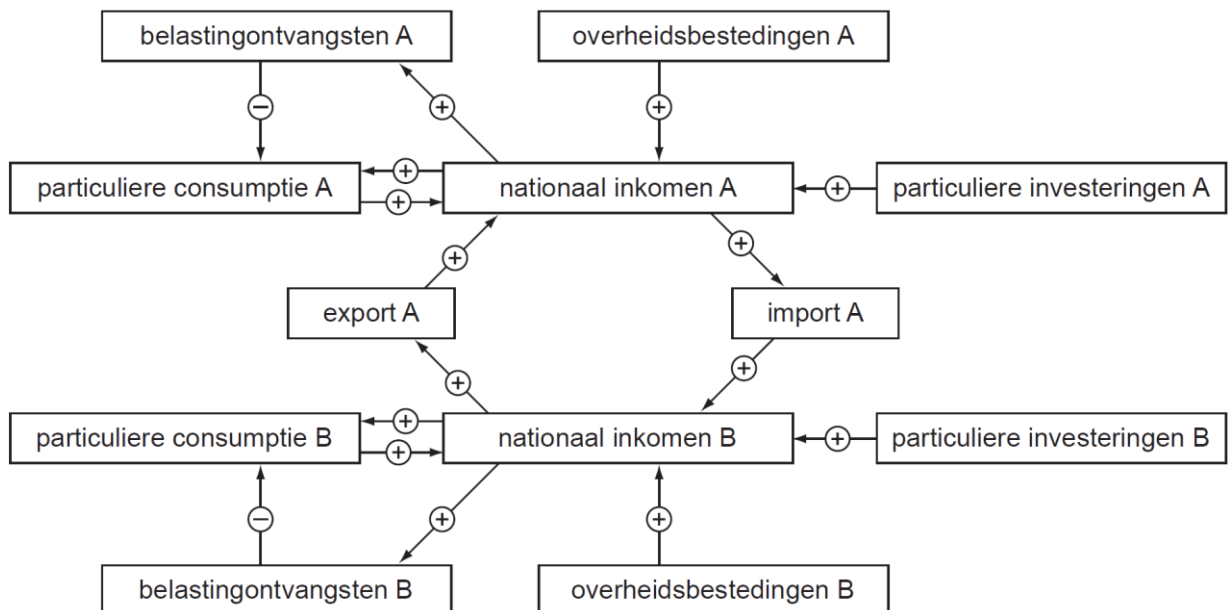 belastingontvangsten A
overheidsbestedingen A
−
+
+
particuliere consumptie A
+
+
nationaal inkomen A
+
particuliere investeringen A
+
+
export A
import A
+
+
particuliere consumptie B
+
+
nationaal inkomen B
+
particuliere investeringen B
−
+
+
belastingontvangsten B
overheidsbestedingen B